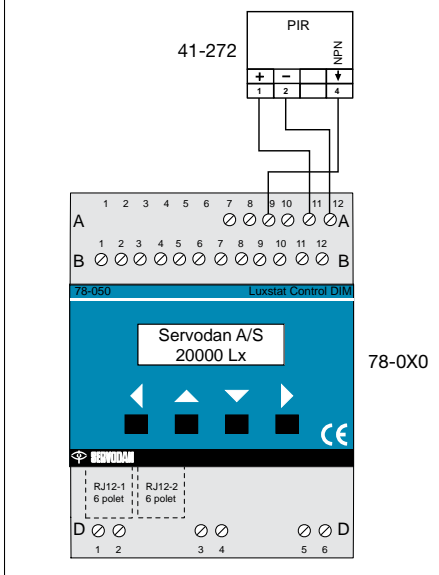 PIR
41-272
NPN
+ −
1 2 4
1 2 3 4 5 6 7 8 9 10 11 12
A A
1 2 3 4 5 6 7 8 9 10 11 12
B B
78-050 Luxstat Control DIM
Servodan A/S
20000 Lx
78-0X0
CE
SERVODAN
RJ12-1 RJ12-2
6 polet 6 polet
D D
1 2 3 4 5 6